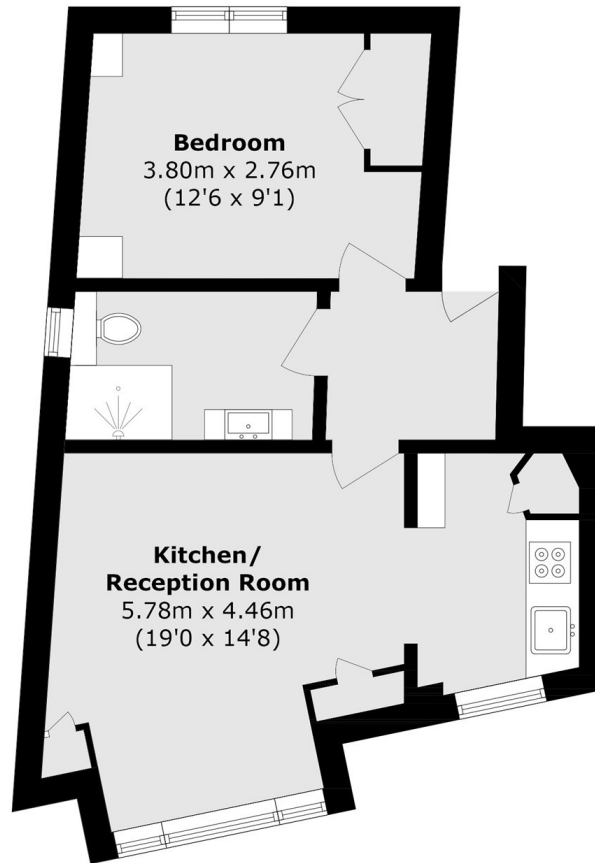 Bedroom
3.80m x 2.76m
(12'6 x 9'1)
Kitchen/
Reception Room
5.78m x 4.46m
(19'0 x 14'8)